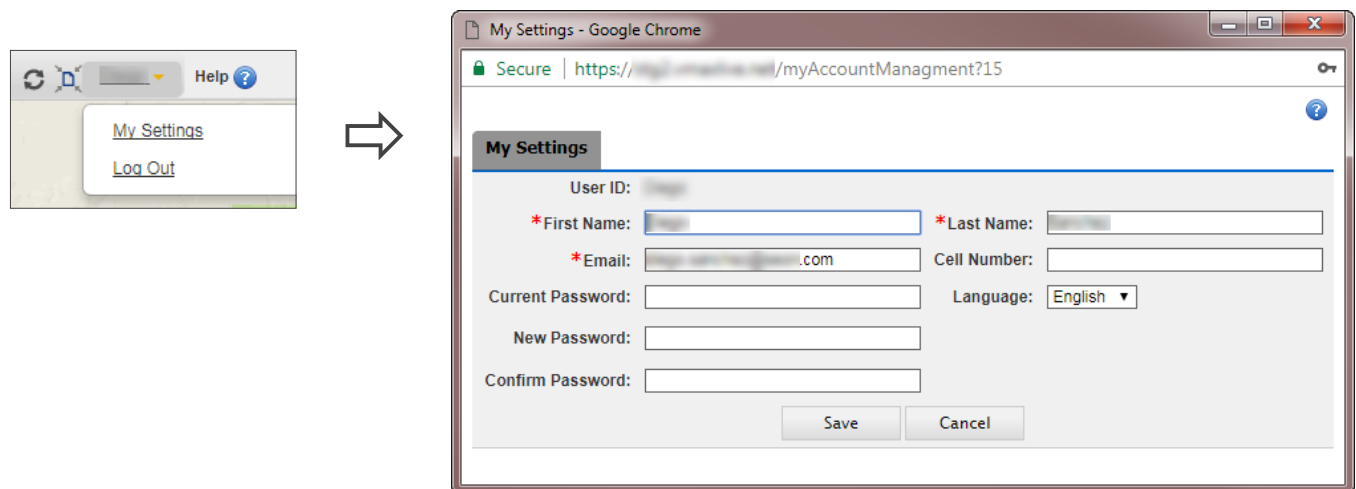 Help
My Settings
Log Out
My Settings - Google Chrome
Secure https:// /myAccountManagment?15
My Settings
User ID:
*First Name:
*Last Name:
*Email: .com
Cell Number:
Current Password:
Language: English
New Password:
Confirm Password:
Save Cancel